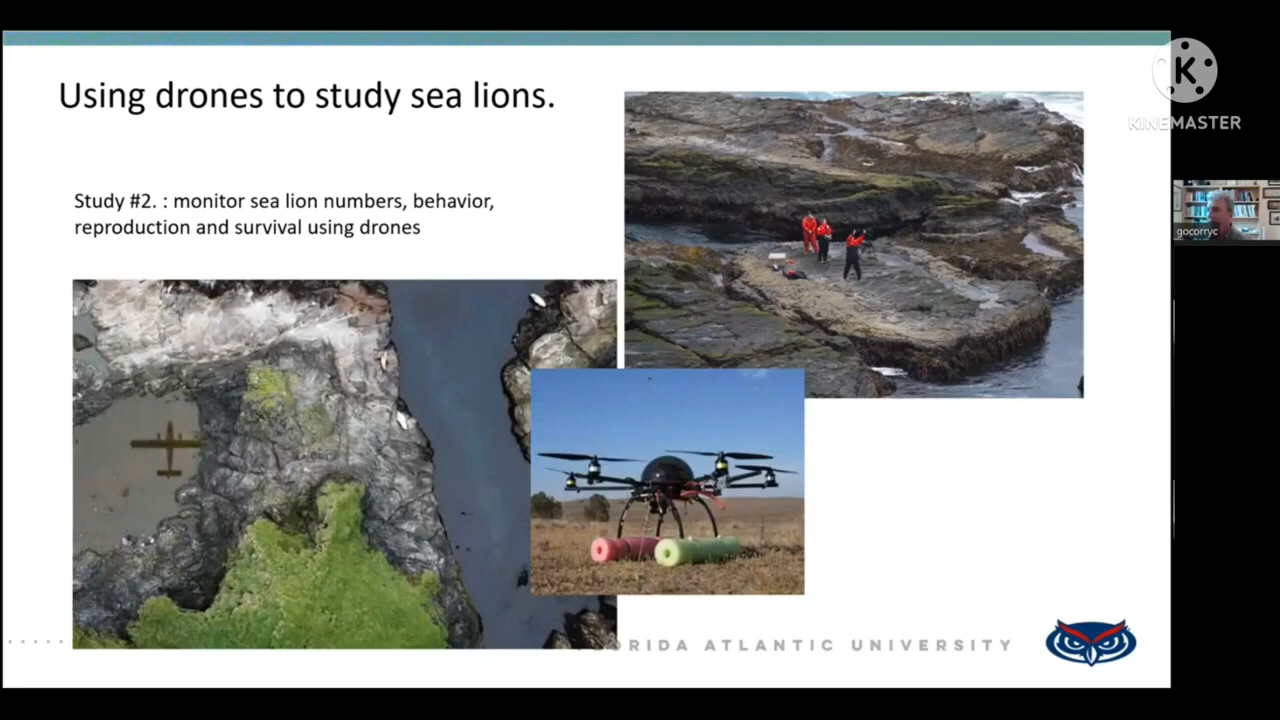 Using drones to study sea lions.
Study #2. : monitor sea lion numbers, behavior,
reproduction and survival using drones
ORIDA ATLANTIC UNIVERSITY
K
KINEMASTER
gocorryc